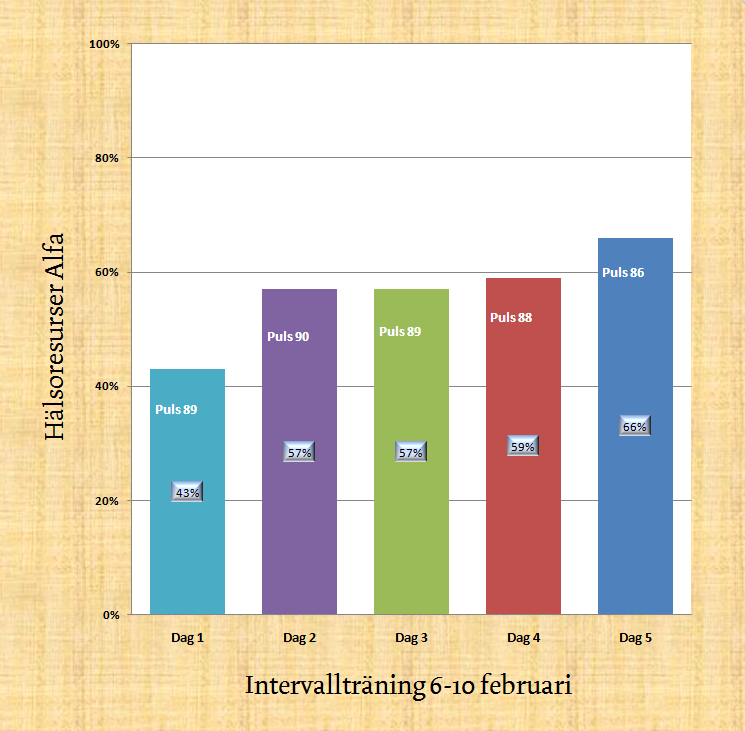 Hälsoresurser Alfa
100%
80%
60%
40%
20%
0%
Puls 89
43%
Puls 90
57%
Puls 89
57%
Puls 88
59%
Puls 86
66%
Dag 1 Dag 2 Dag 3 Dag 4 Dag 5
Intervallträning 6-10 februari